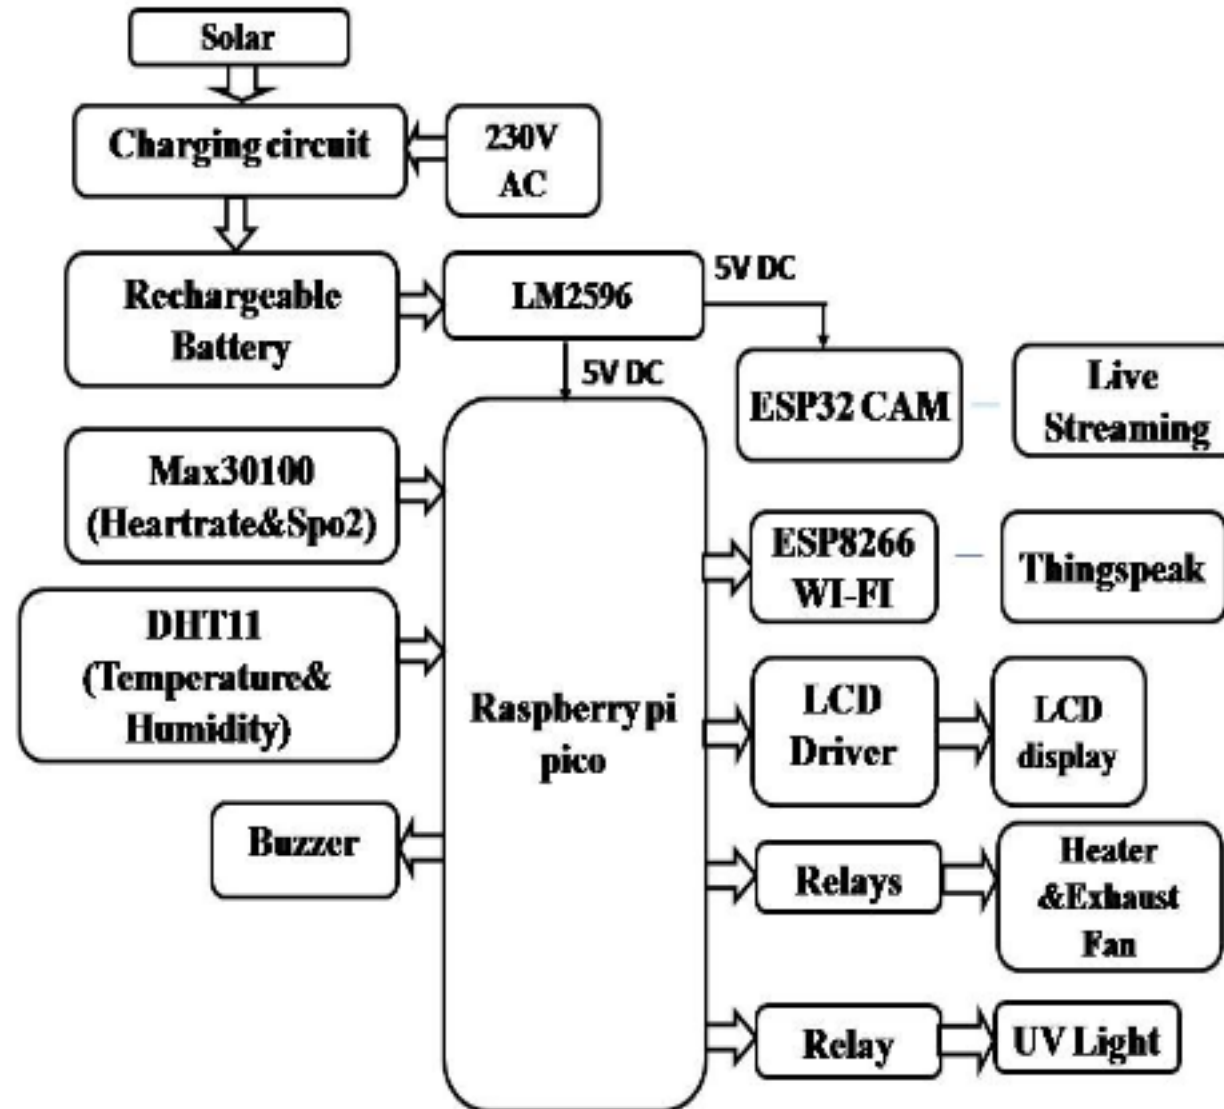 Solar
Charging circuit
230V
AC
Rechargeable
Battery
LM2596
5V DC
5V DC
ESP32 CAM
Live
Streaming
Max30100
(Heartrate&Spo2)
ESP8266
WI-FI
Thingspeak
DHT11
(Temperature&
Humidity)
Raspberry pi
pico
LCD
Driver
LCD
display
Buzzer
Relays
Heater
&Exhaust
Fan
Relay
UV Light